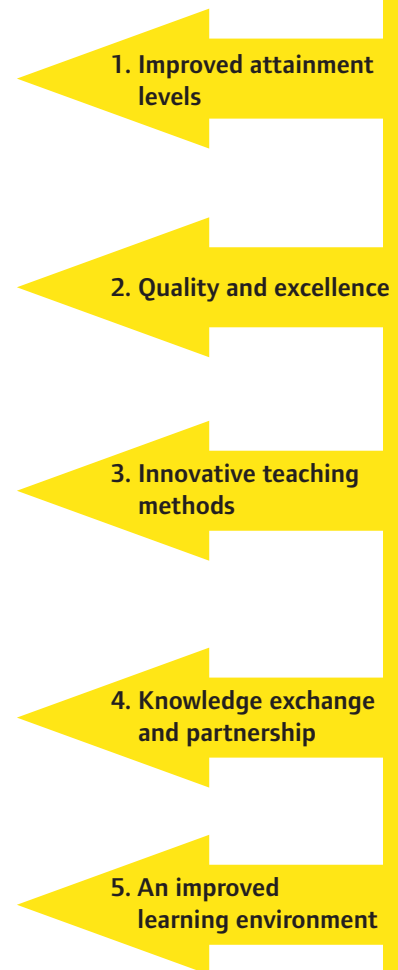 1. Improved attainment
levels
2. Quality and excellence
3. Innovative teaching
methods
4. Knowledge exchange
and partnership
5. An improved
learning environment